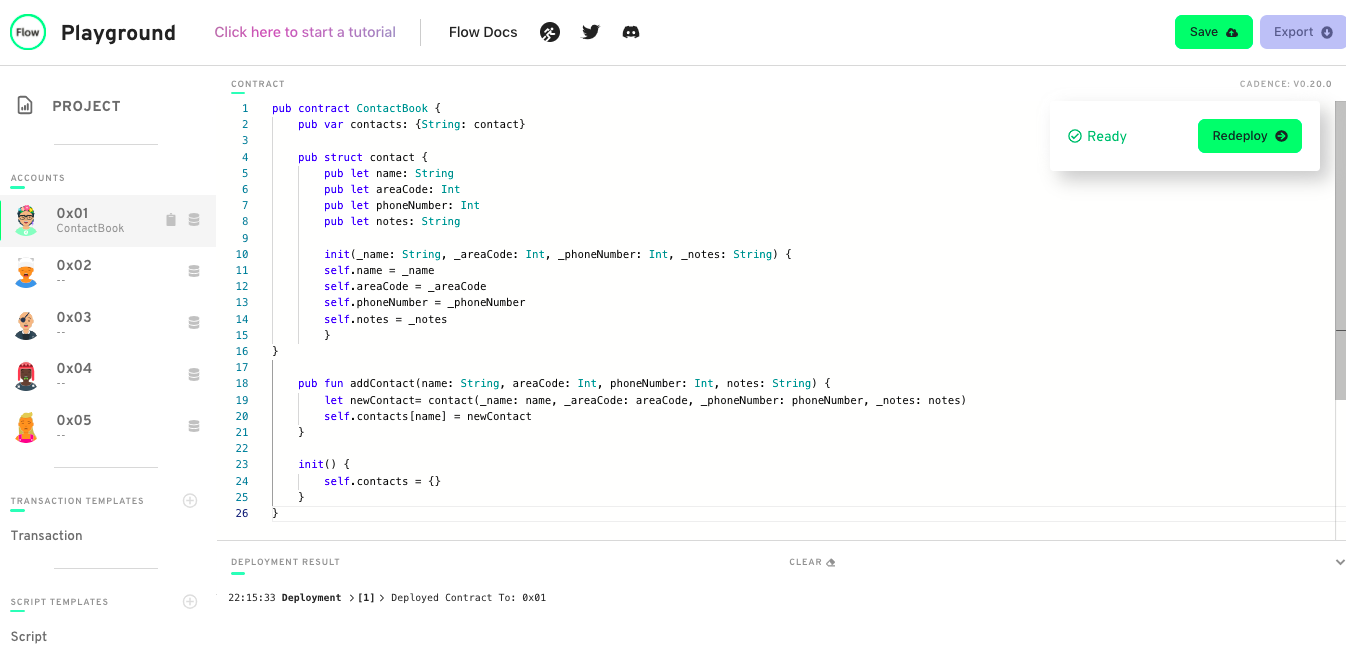 Flow Playground Click here to start a tutorial Flow Docs Save Export
CONTRACT CADENCE: V0.20.0
PROJECT
Ready Redeploy
ACCOUNTS
0x01
ContactBook
0x02
--
0x03
--
0x04
--
0x05
--
TRANSACTION TEMPLATES
Transaction
SCRIPT TEMPLATES
Script
1 pub contract ContactBook {
2     pub var contacts: {String: contact}
3
4     pub struct contact {
5         pub let name: String
6         pub let areaCode: Int
7         pub let phoneNumber: Int
8         pub let notes: String
9
10         init(_name: String, _areaCode: Int, _phoneNumber: Int, _notes: String) {
11         self.name = _name
12         self.areaCode = _areaCode
13         self.phoneNumber = _phoneNumber
14         self.notes = _notes
15         }
16 }
17
18     pub fun addContact(name: String, areaCode: Int, phoneNumber: Int, notes: String) {
19         let newContact= contact(_name: name, _areaCode: areaCode, _phoneNumber: phoneNumber, _notes: notes)
20         self.contacts[name] = newContact
21     }
22
23     init() {
24         self.contacts = {}
25     }
26 }
DEPLOYMENT RESULT CLEAR
22:15:33 Deployment > [1] > Deployed Contract To: 0x01